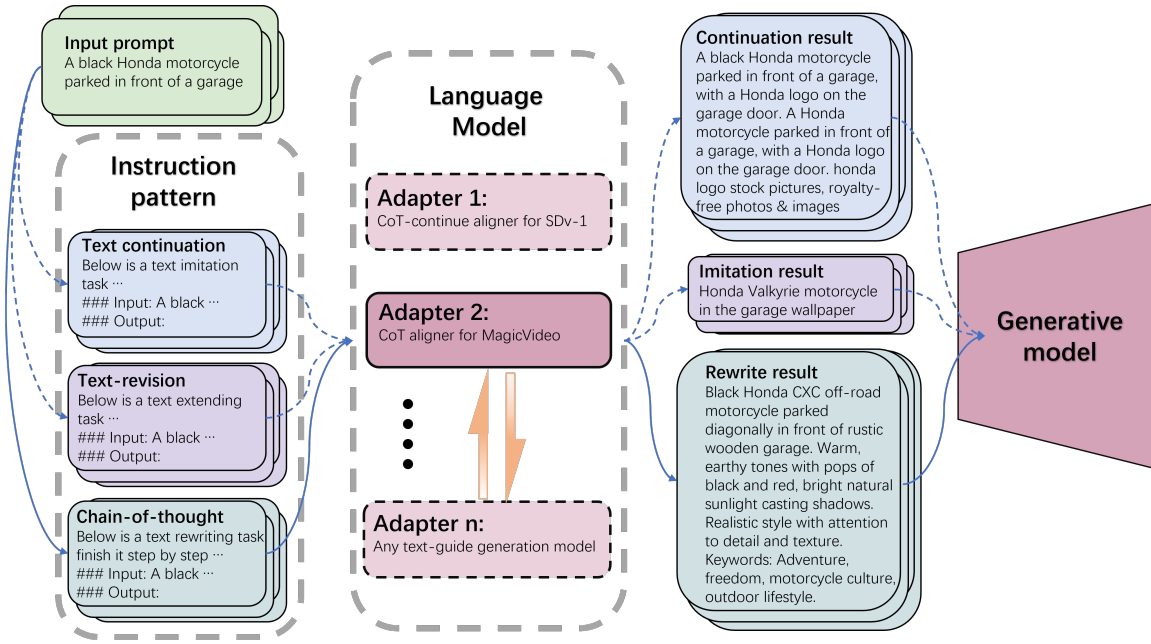 Input prompt
A black Honda motorcycle
parked in front of a garage
Instruction
pattern
Text continuation
Below is a text imitation
task ···
### Input: A black ···
### Output:
Text-revision
Below is a text extending
task ···
### Input: A black ···
### Output:
Chain-of-thought
Below is a text rewriting task
finish it step by step ···
### Input: A black ···
### Output:
Language
Model
Adapter 1:
CoT-continue aligner for SDv-1
Adapter 2:
CoT aligner for MagicVideo
Adapter n:
Any text-guide generation model
Continuation result
A black Honda motorcycle
parked in front of a garage,
with a Honda logo on the
garage door. A Honda
motorcycle parked in front of
a garage, with a Honda logo
on the garage door. honda
logo stock pictures, royalty-
free photos & images
Imitation result
Honda Valkyrie motorcycle
in the garage wallpaper
Rewrite result
Black Honda CXC off-road
motorcycle parked
diagonally in front of rustic
wooden garage. Warm,
earthy tones with pops of
black and red, bright natural
sunlight casting shadows.
Realistic style with attention
to detail and texture.
Keywords: Adventure,
freedom, motorcycle culture,
outdoor lifestyle.
Generative
model